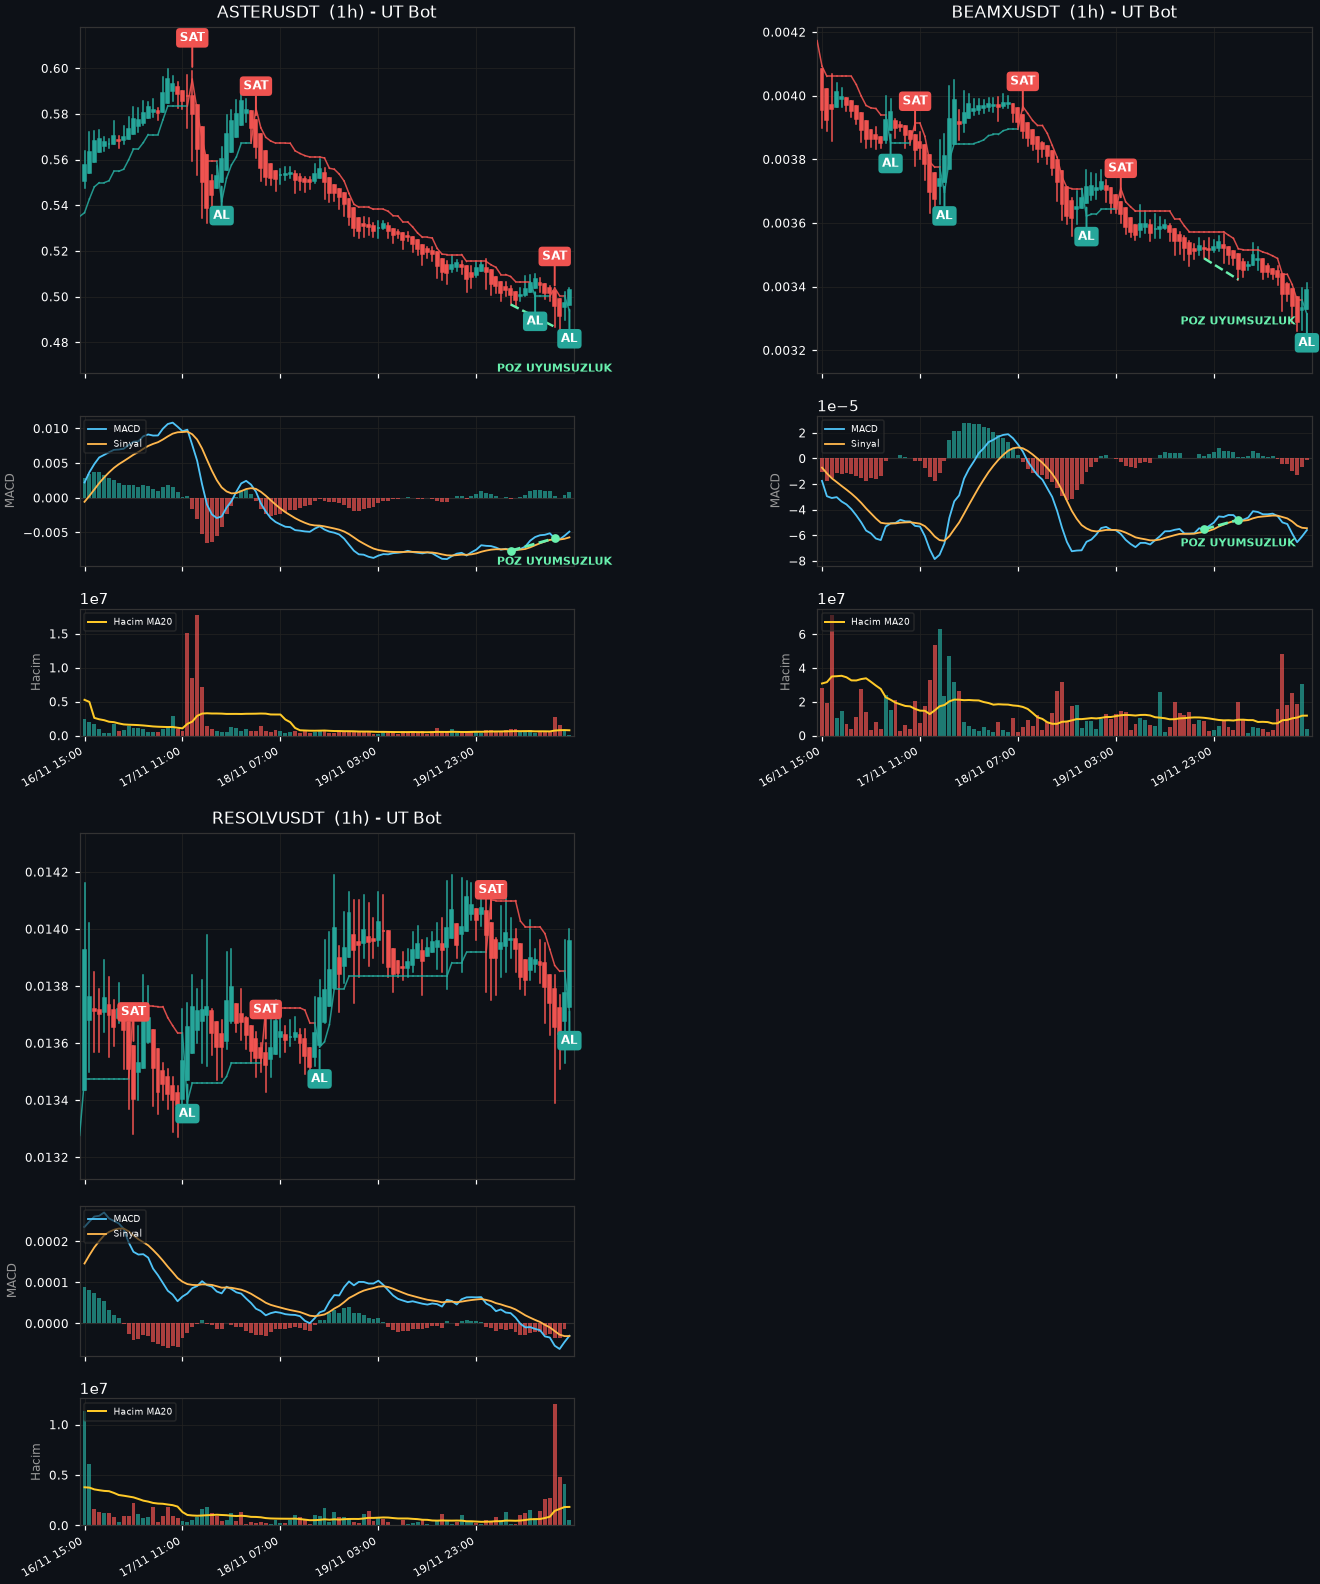 ASTERUSDT  (1h) - UT Bot
0.60
0.58
0.56
0.54
0.52
0.50
0.48
SAT
SAT
SAT
AL
AL
AL
POZ UYUMSUZLUK
MACD
0.010
0.005
0.000
−0.005
MACD
Sinyal
POZ UYUMSUZLUK
1e7
Hacim
1.5
1.0
0.5
0.0
Hacim MA20
16/11 15:00
17/11 11:00
18/11 07:00
19/11 03:00
19/11 23:00
BEAMXUSDT  (1h) - UT Bot
0.0042
0.0040
0.0038
0.0036
0.0034
0.0032
SAT
SAT
SAT
AL
AL
AL
AL
POZ UYUMSUZLUK
1e−5
MACD
2
0
−2
−4
−6
−8
MACD
Sinyal
POZ UYUMSUZLUK
1e7
Hacim
6
4
2
0
Hacim MA20
16/11 15:00
17/11 11:00
18/11 07:00
19/11 03:00
19/11 23:00
RESOLVUSDT  (1h) - UT Bot
0.0142
0.0140
0.0138
0.0136
0.0134
0.0132
SAT
SAT
SAT
AL
AL
AL
MACD
0.0002
0.0001
0.0000
MACD
Sinyal
1e7
Hacim
1.0
0.5
0.0
Hacim MA20
16/11 15:00
17/11 11:00
18/11 07:00
19/11 03:00
19/11 23:00